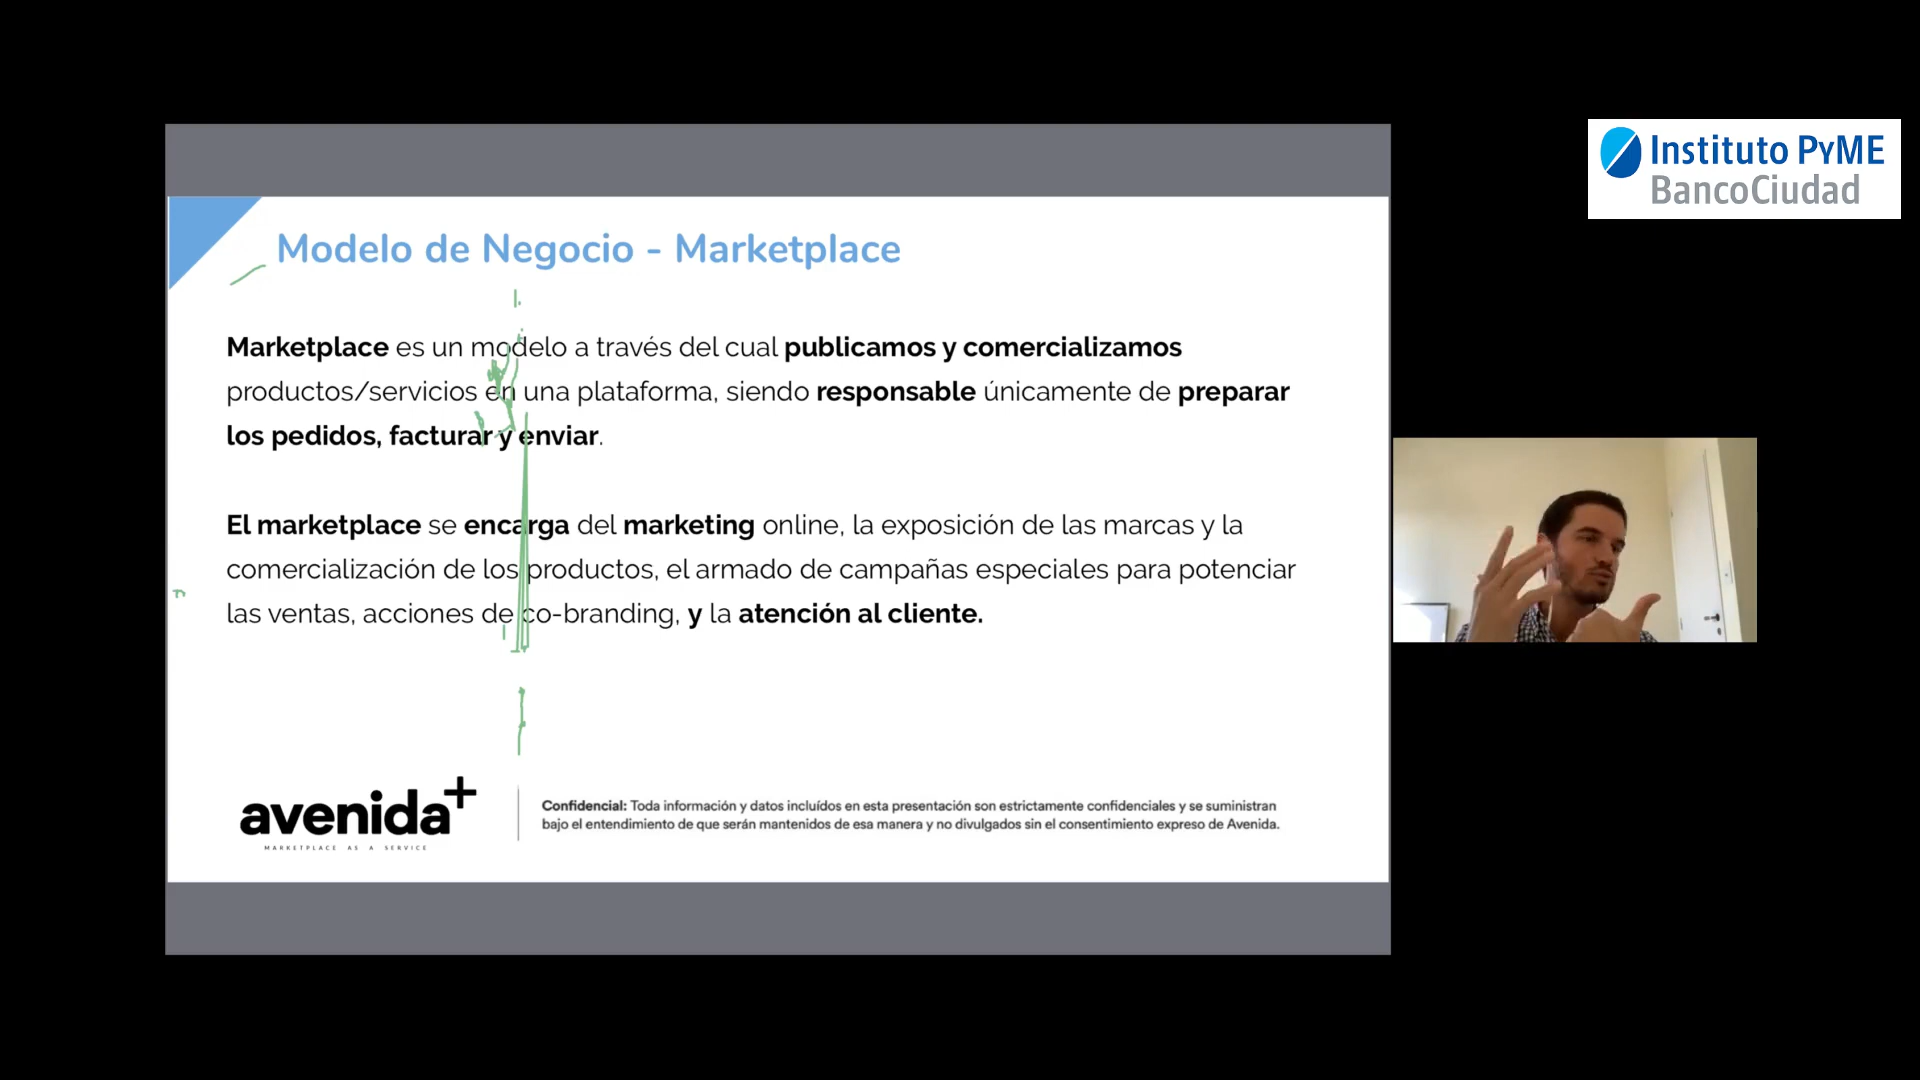 Instituto PyME
BancoCiudad
Modelo de Negocio - Marketplace
Marketplace es un modelo a través del cual publicamos y comercializamos
productos/servicios en una plataforma, siendo responsable únicamente de preparar
los pedidos, facturar y enviar.
El marketplace se encarga del marketing online, la exposición de las marcas y la
comercialización de los productos, el armado de campañas especiales para potenciar
las ventas, acciones de co-branding, y la atención al cliente.
avenida+
MARKETPLACE AS A SERVICE
Confidencial: Toda información y datos incluídos en esta presentación son estrictamente confidenciales y se suministran
bajo el entendimiento de que serán mantenidos de esa manera y no divulgados sin el consentimiento expreso de Avenida.